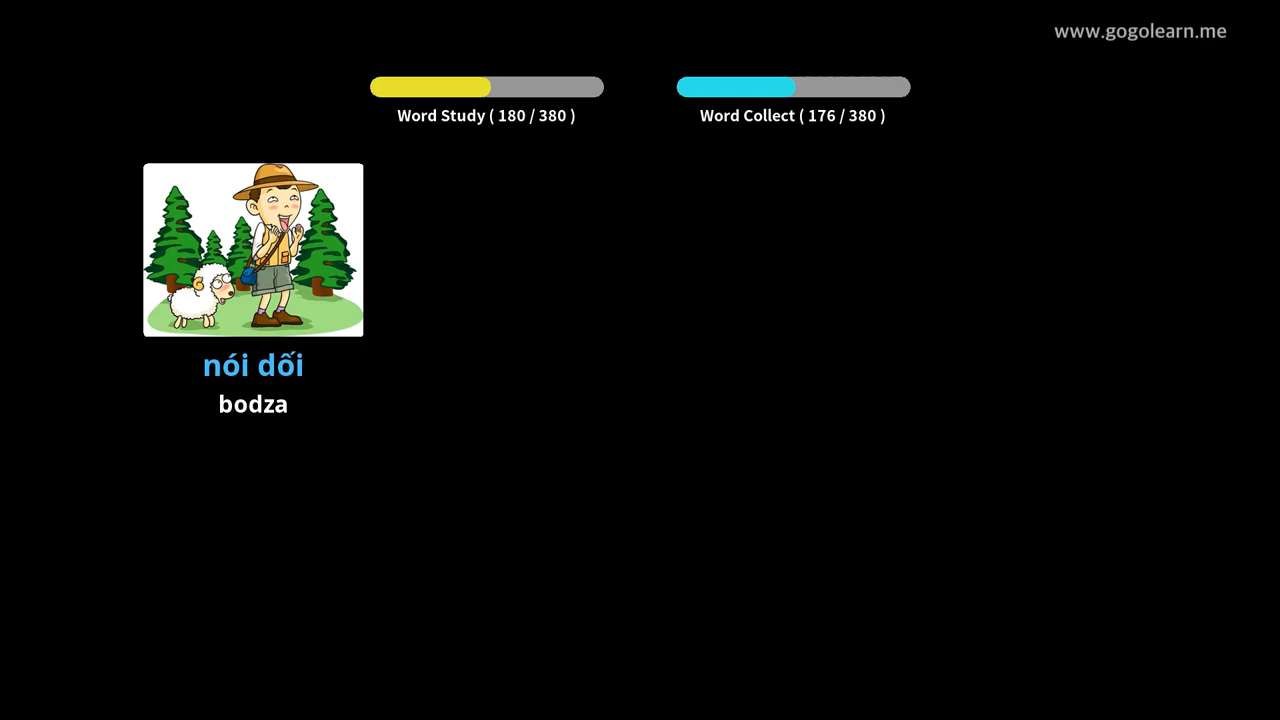 www.gogolearn.me
Word Study ( 180 / 380 )
Word Collect ( 176 / 380 )
nói dối
bodza